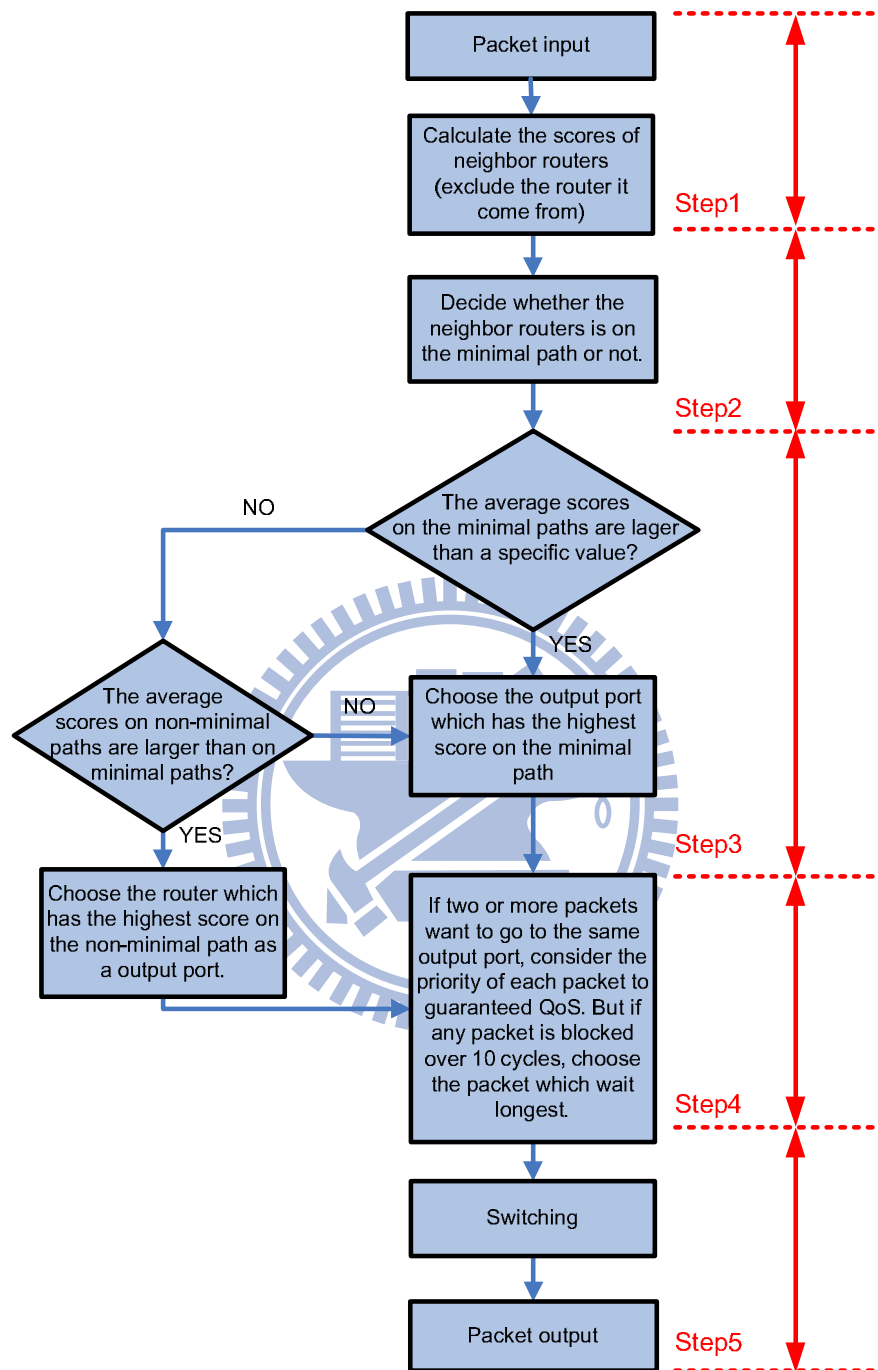 Packet input
Calculate the scores of
neighbor routers
(exclude the router it
come from)
Step1
Decide whether the
neighbor routers is on
the minimal path or not.
Step2
The average scores
on the minimal paths are lager
than a specific value?
NO
YES
The average
scores on non-minimal
paths are larger than on
minimal paths?
NO
YES
Choose the output port
which has the highest
score on the minimal
path
Step3
Choose the router which
has the highest score on
the non-minimal path as
a output port.
If two or more packets
want to go to the same
output port, consider the
priority of each packet to
guaranteed QoS. But if
any packet is blocked
over 10 cycles, choose
the packet which wait
longest.
Step4
Switching
Packet output
Step5